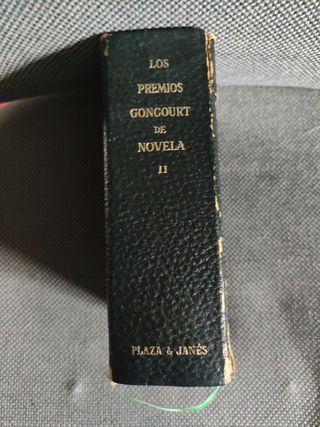 LOS
PREMIOS
GONCOURT
DE
NOVELA
II
PLAZA & JANÉS